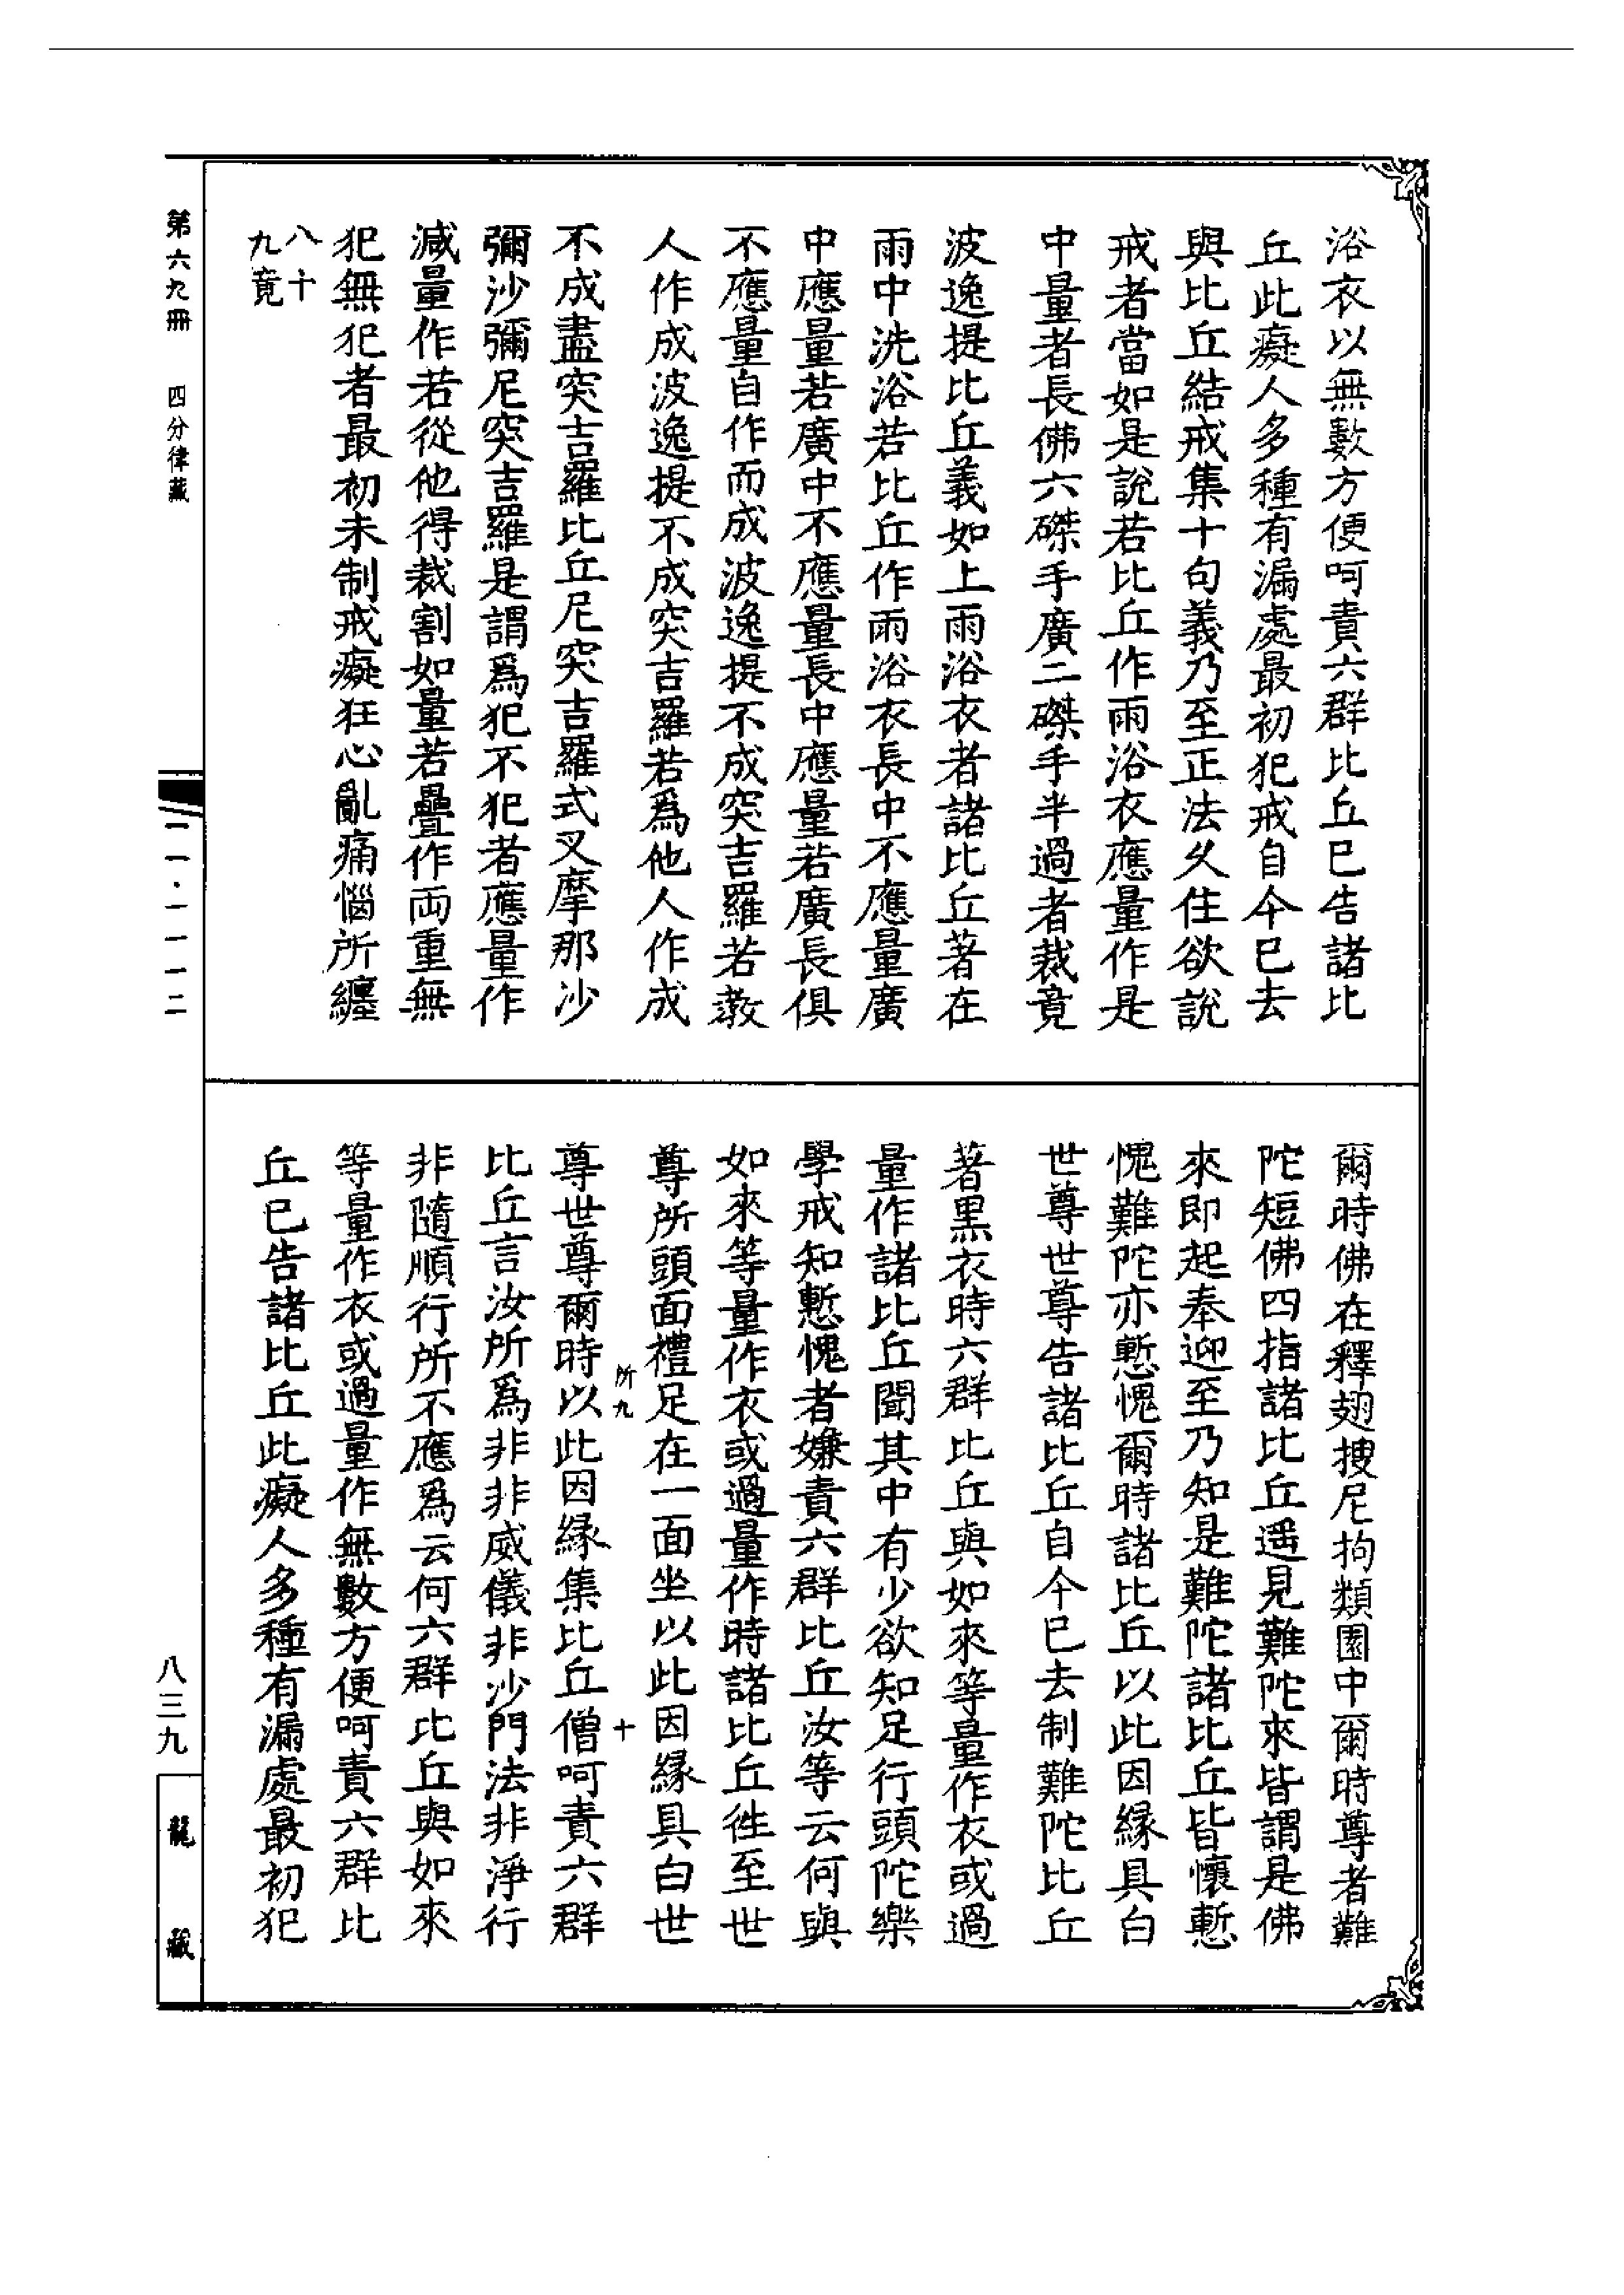 浴衣以無數方便呵責六群比丘已告諸比
丘此癡人多種有漏處最初犯戒自今已去
與比丘結戒集十句義乃至正法久住欲說
戒者當如是說若比丘作雨浴衣應量作是
中量者長佛六磔手廣二磔手半過者裁竟
波逸提比丘義如上雨浴衣者諸比丘著在
雨中洗浴若比丘作雨浴衣長中不應量廣
中應量若廣中不應量長中應量若廣長俱
不應量自作而成波逸提不成突吉羅若教
人作成波逸提不成突吉羅若爲他人作成
不成盡突吉羅比丘尼突吉羅式叉摩那沙
彌沙彌尼突吉羅是謂爲犯不犯者應量作
減量作若從他得裁割如量若疊作両重無
犯無犯者最初未制戒癡狂心亂痛惱所纏
八十
九竟
爾時佛在釋翅搜尼拘類園中爾時尊者難
陀短佛四指諸比丘遥見難陀來皆謂是佛
來即起奉迎至乃知是難陀諸比丘皆懷慙
愧難陀亦慙愧爾時諸比丘以此因緣具白
世尊世尊告諸比丘自今已去制難陀比丘
著黒衣時六群比丘與如來等量作衣或過
量作諸比丘聞其中有少欲知足行頭陀樂
學戒知慙愧者嫌責六群比丘汝等云何與
如來等量作衣或過量作時諸比丘徃至世
尊所頭面禮足在一面坐以此因緣具白世
所九
十
尊世尊爾時以此因緣集比丘僧呵責六群
比丘言汝所爲非非威儀非沙門法非淨行
非隨順行所不應爲云何六群比丘與如來
等量作衣或過量作無數方便呵責六群比
丘已告諸比丘此癡人多種有漏處最初犯
第六九冊
四分律藏
一一·一一一二
八三九
龍藏